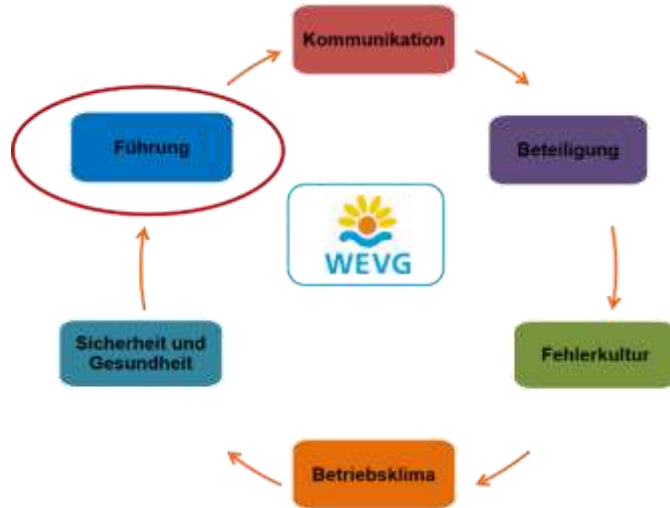 Kommunikation
Führung
Beteiligung
WEVG
Sicherheit und
Gesundheit
Fehlerkultur
Betriebsklima